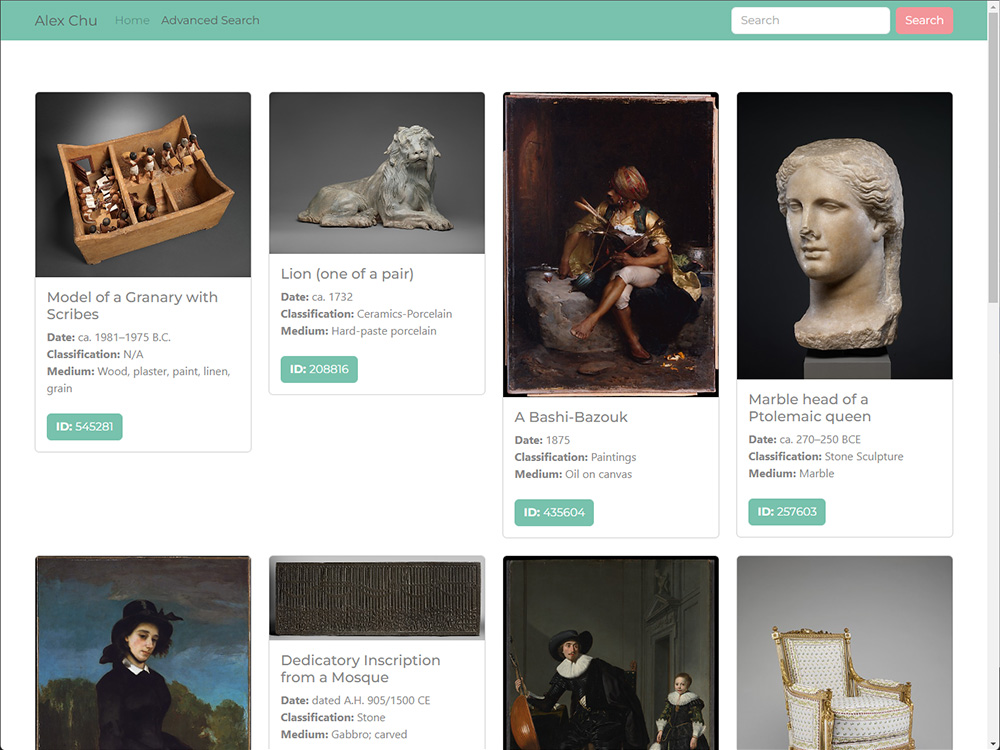 Alex Chu Home Advanced Search Search Search
Model of a Granary with
Scribes
Date: ca. 1981–1975 B.C.
Classification: N/A
Medium: Wood, plaster, paint, linen,
grain
ID: 545281
Lion (one of a pair)
Date: ca. 1732
Classification: Ceramics-Porcelain
Medium: Hard-paste porcelain
ID: 208816
A Bashi-Bazouk
Date: 1875
Classification: Paintings
Medium: Oil on canvas
ID: 435604
Marble head of a
Ptolemaic queen
Date: ca. 270–250 BCE
Classification: Stone Sculpture
Medium: Marble
ID: 257603
Dedicatory Inscription
from a Mosque
Date: dated A.H. 905/1500 CE
Classification: Stone
Medium: Gabbro; carved